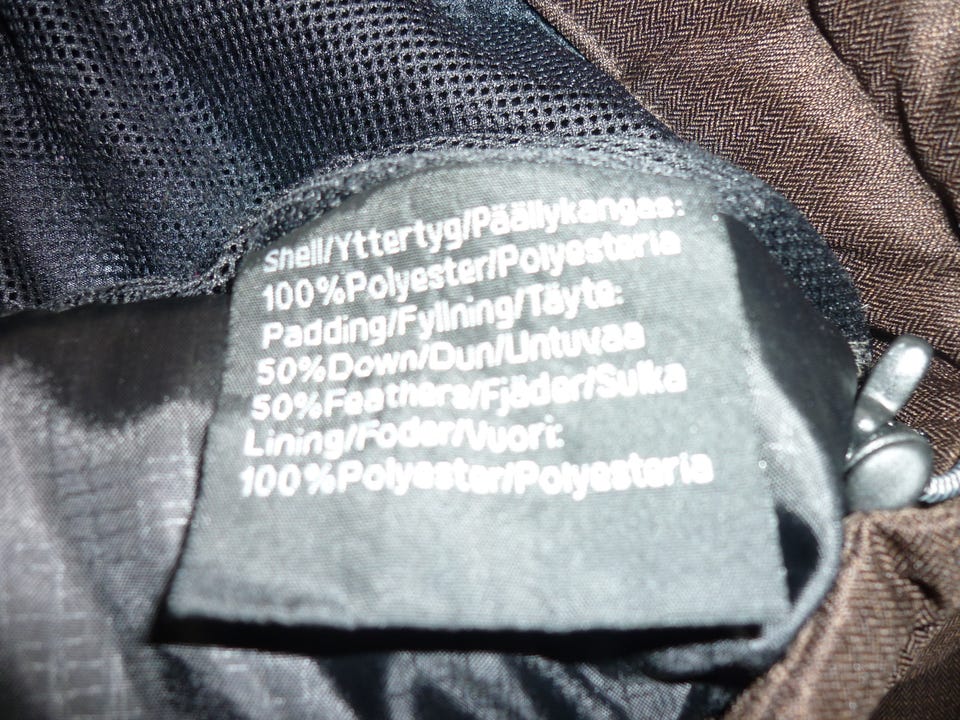 Shell/Yttertyg/Päällykangas:
100%Polyester/Polyesteria
Padding/Fyllning/Täyte:
50%Down/Dun/Untuvaa
50%Feathers/Fjäder/Sulka
Lining/Foder/Vuori:
100%Polyester/Polyesteria